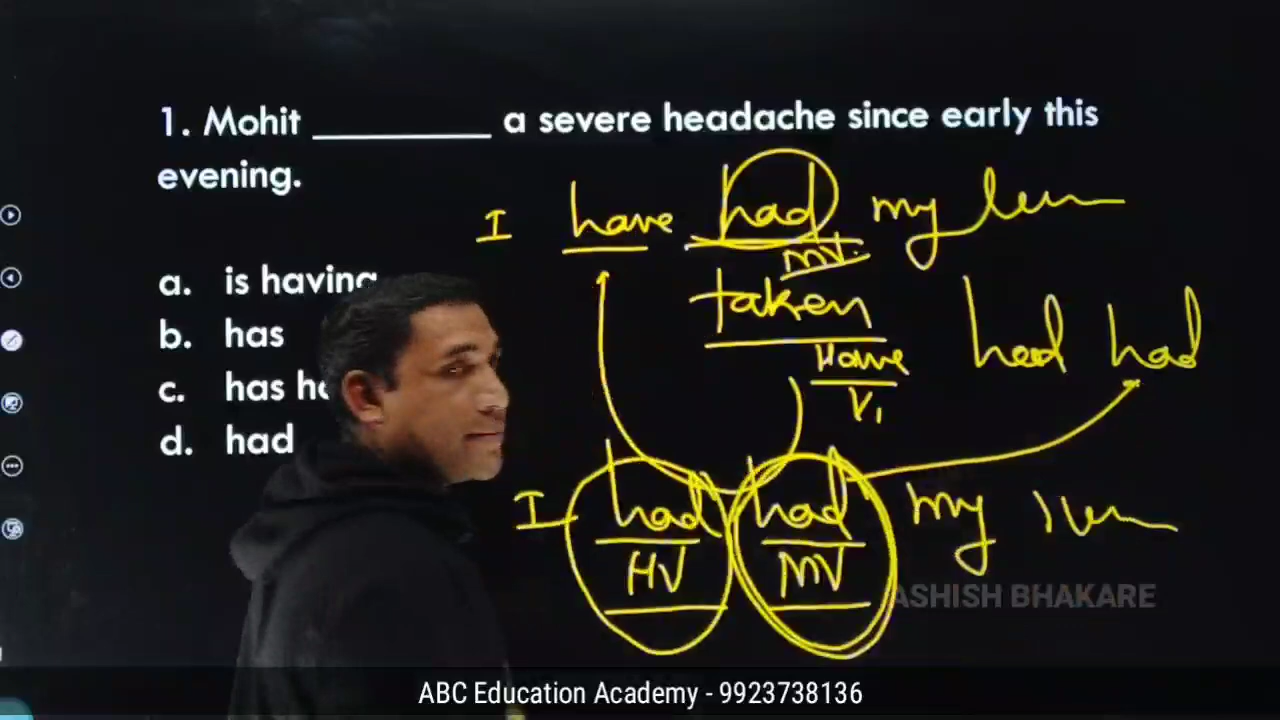 1. Mohit __________ a severe headache since early this
evening.
I have had my
MV.
taken
Have
V1
had had
a. is having
b. has
c. has ha
d. had
I had had my
HV MV
ASHISH BHAKARE
ABC Education Academy - 9923738136